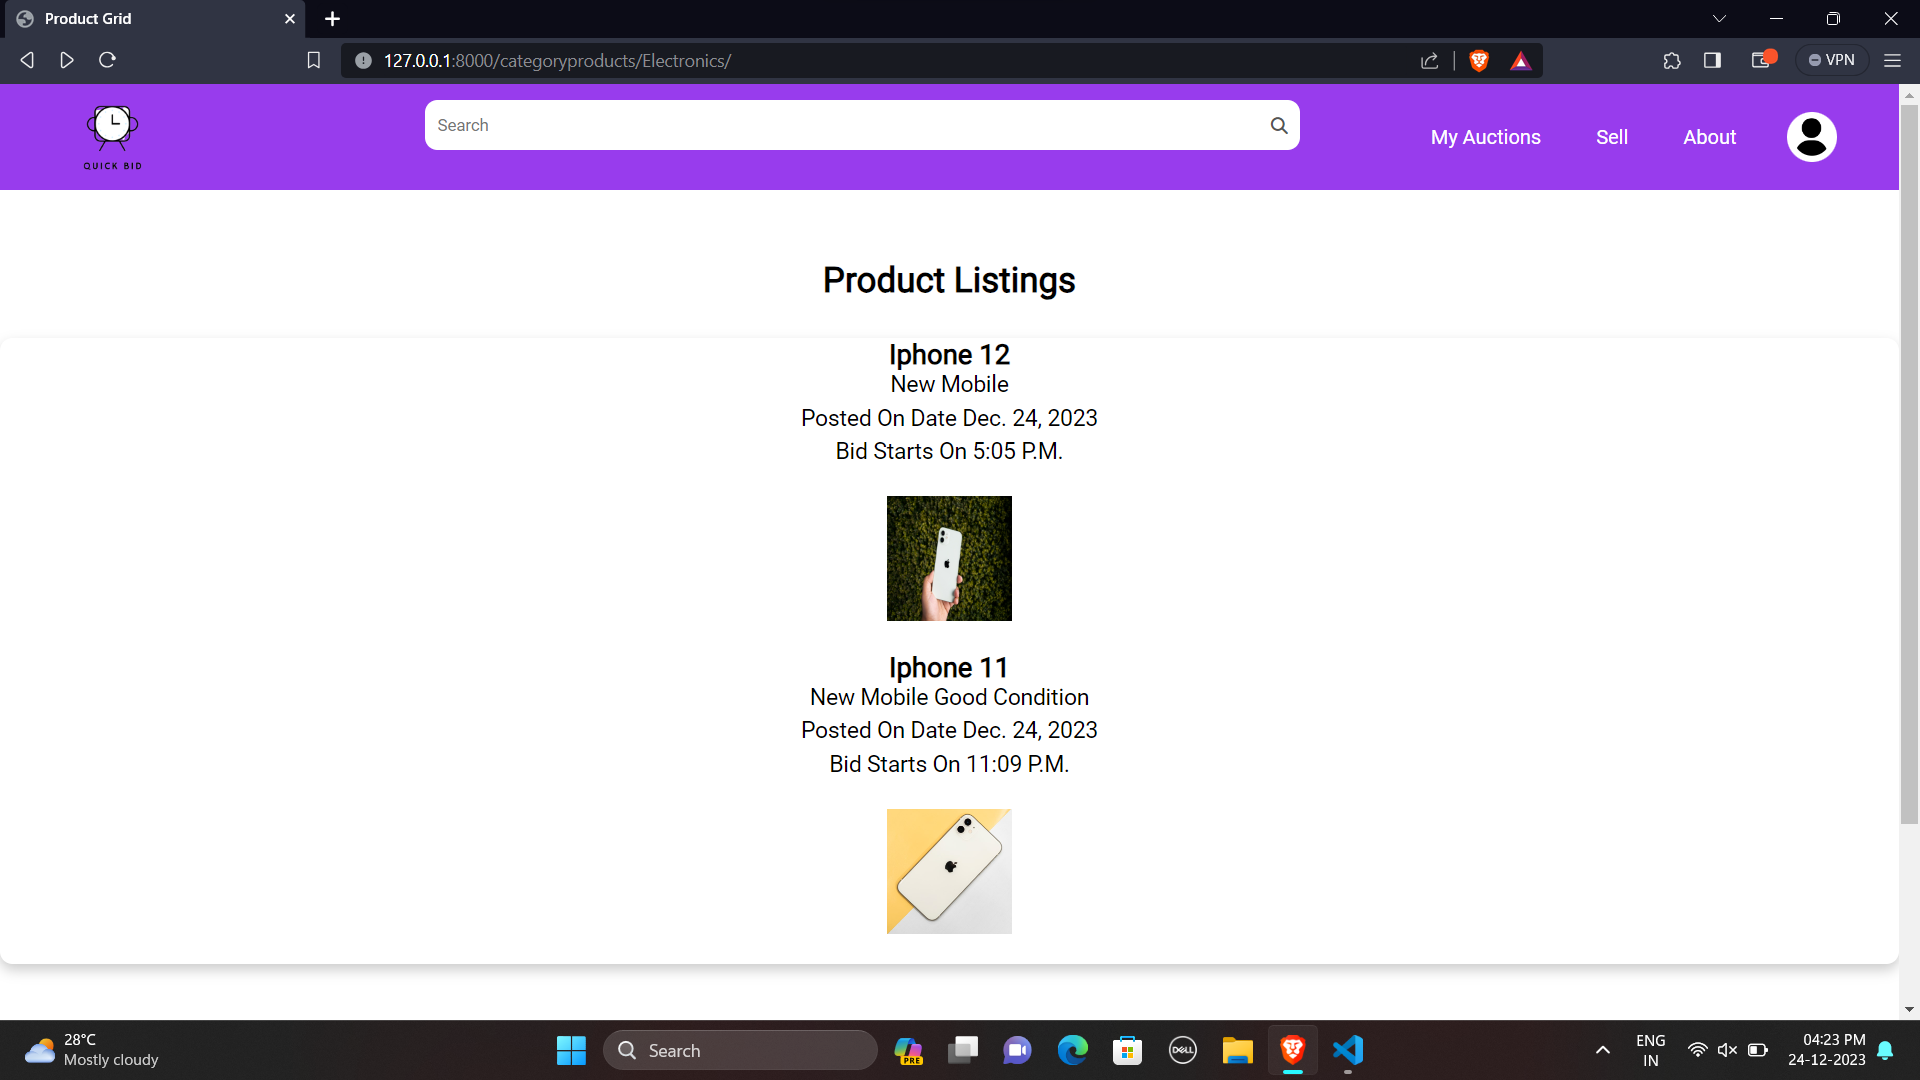 Product Grid
127.0.0.1:8000/categoryproducts/Electronics/
VPN
QUICK BID
Search
My Auctions
Sell
About
Product Listings
Iphone 12
New Mobile
Posted On Date Dec. 24, 2023
Bid Starts On 5:05 P.M.
Iphone 11
New Mobile Good Condition
Posted On Date Dec. 24, 2023
Bid Starts On 11:09 P.M.
28°C
Mostly cloudy
Search
PRE
DELL
ENG
IN
04:23 PM
24-12-2023